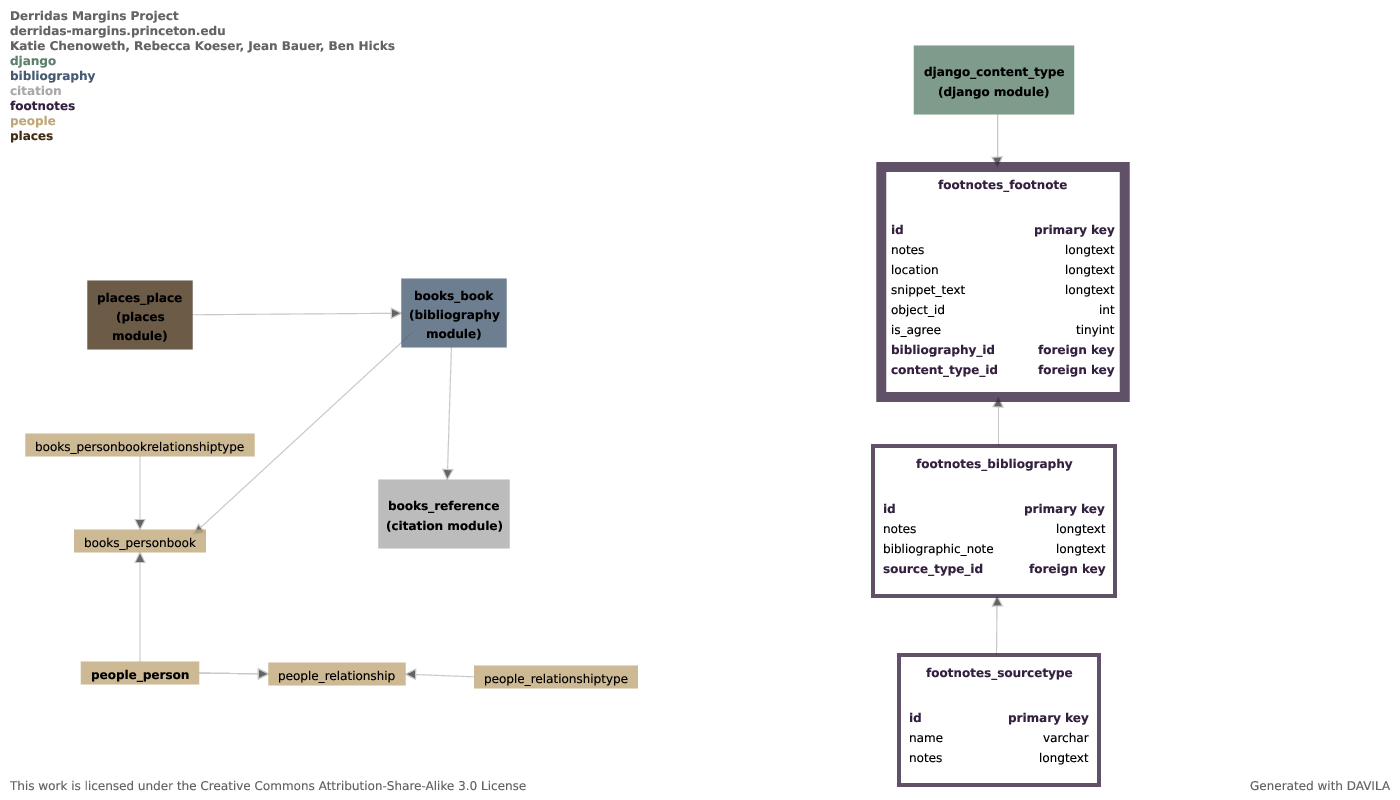 Derridas Margins Project
derridas-margins.princeton.edu
Katie Chenoweth, Rebecca Koeser, Jean Bauer, Ben Hicks
django
bibliography
citation
footnotes
people
places
django_content_type
(django module)
footnotes_footnote
id primary key
notes longtext
location longtext
snippet_text longtext
object_id int
is_agree tinyint
bibliography_id foreign key
content_type_id foreign key
places_place
(places
module)
books_book
(bibliography
module)
books_personbookrelationshiptype
books_personbook
books_reference
(citation module)
footnotes_bibliography
id primary key
notes longtext
bibliographic_note longtext
source_type_id foreign key
people_person
people_relationship
people_relationshiptype
footnotes_sourcetype
id primary key
name varchar
notes longtext
This work is licensed under the Creative Commons Attribution-Share-Alike 3.0 License
Generated with DAVILA